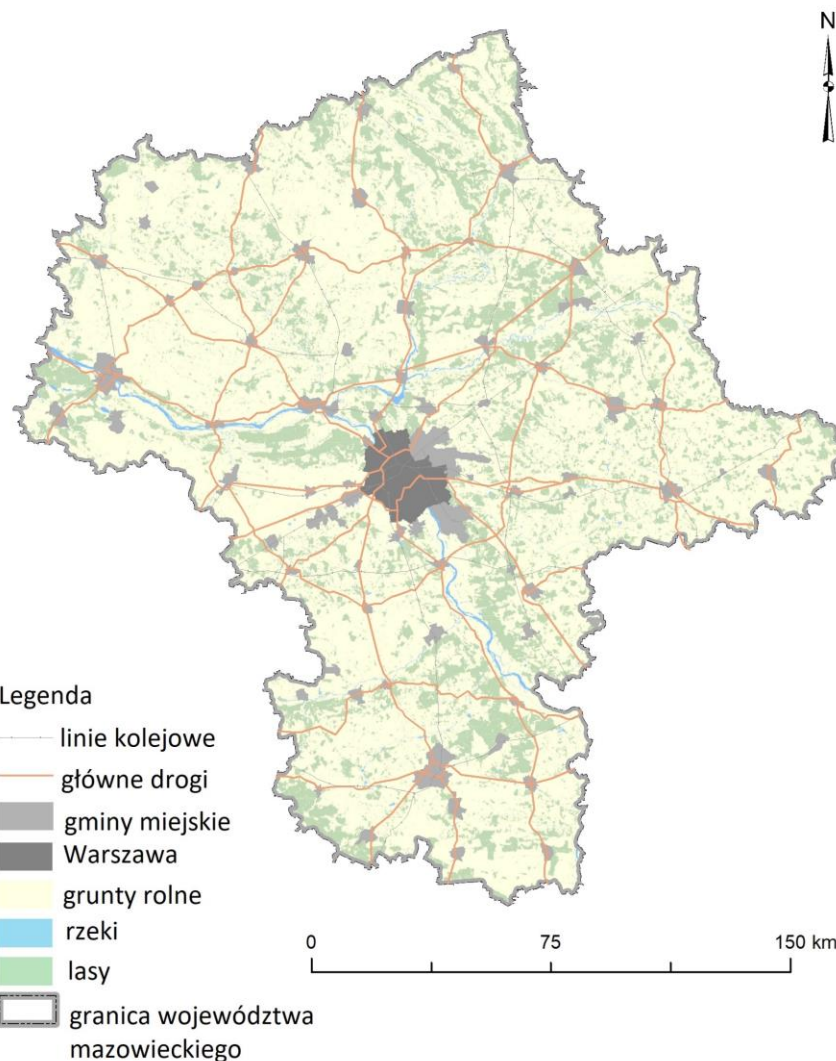 N
Legenda
linie kolejowe
główne drogi
gminy miejskie
Warszawa
grunty rolne
rzeki
lasy
granica województwa
mazowieckiego
0 75 150 km